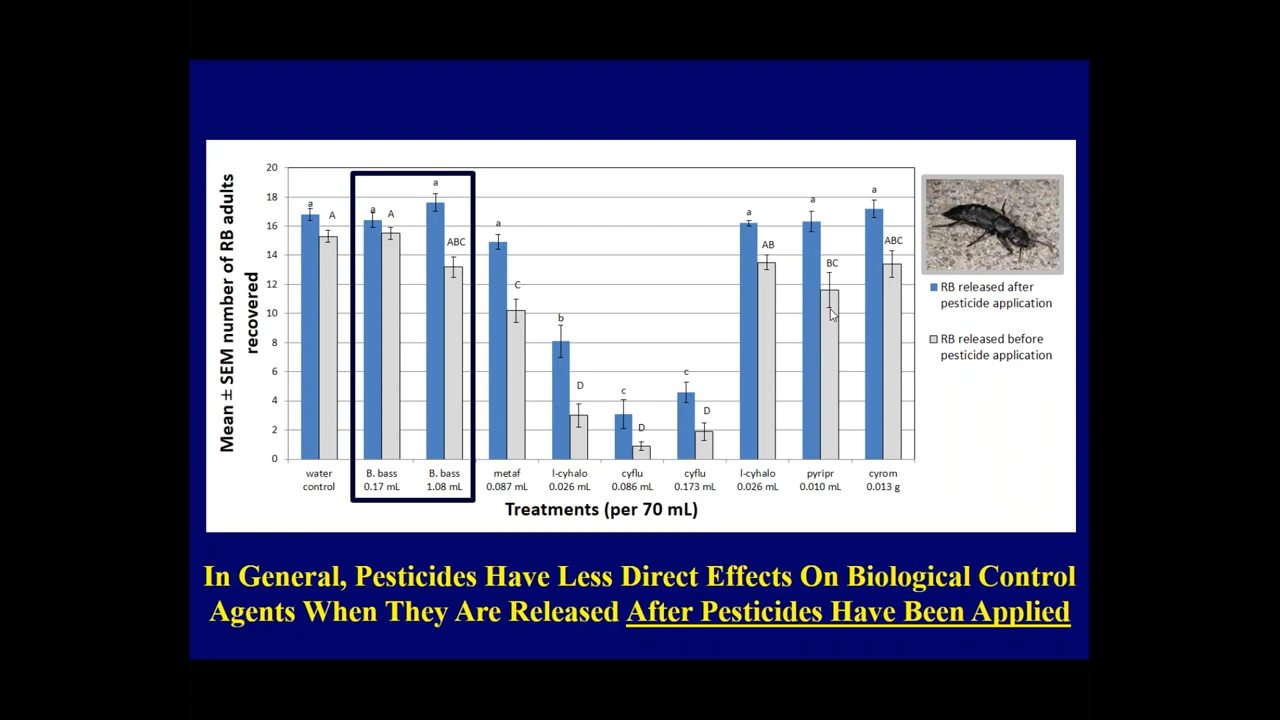 Mean ± SEM number of RB adults
recovered
20
18
16
14
12
10
8
6
4
2
0
a
A
a
A
a
ABC
a
C
b
D
c
D
c
D
a
AB
a
BC
a
ABC
water
control
B. bass
0.17 mL
B. bass
1.08 mL
metaf
0.087 mL
l-cyhalo
0.026 mL
cyflu
0.086 mL
cyflu
0.173 mL
l-cyhalo
0.026 mL
pyripr
0.010 mL
cyrom
0.013 g
Treatments (per 70 mL)
RB released after
pesticide application
RB released before
pesticide application
In General, Pesticides Have Less Direct Effects On Biological Control
Agents When They Are Released After Pesticides Have Been Applied